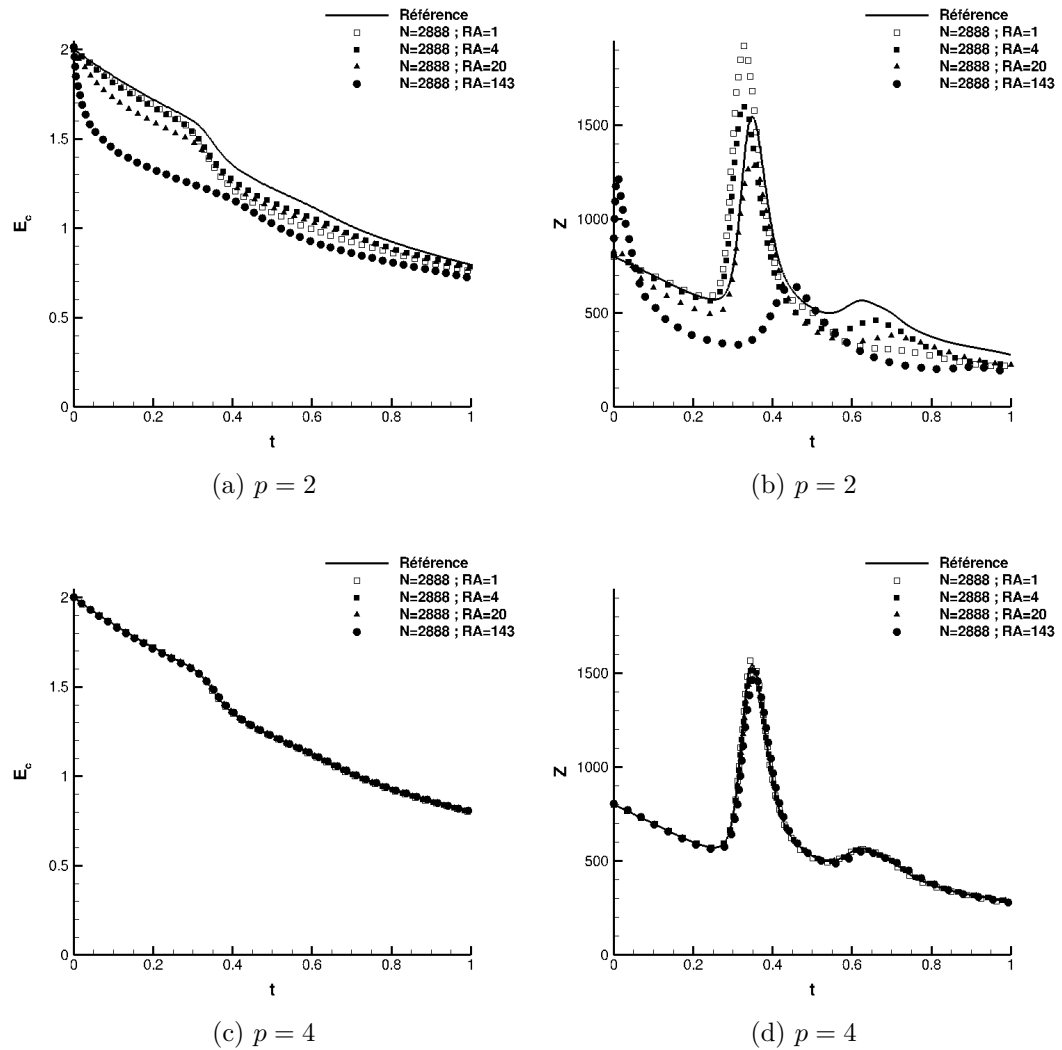 Référence
N=2888 ; RA=1
N=2888 ; RA=4
N=2888 ; RA=20
N=2888 ; RA=143
2
1.5
1
0.5
0
E_c
0 0.2 0.4 0.6 0.8 1
t
(a) p = 2
Référence
N=2888 ; RA=1
N=2888 ; RA=4
N=2888 ; RA=20
N=2888 ; RA=143
1500
1000
500
0
Z
0 0.2 0.4 0.6 0.8 1
t
(b) p = 2
Référence
N=2888 ; RA=1
N=2888 ; RA=4
N=2888 ; RA=20
N=2888 ; RA=143
2
1.5
1
0.5
0
E_c
0 0.2 0.4 0.6 0.8 1
t
(c) p = 4
Référence
N=2888 ; RA=1
N=2888 ; RA=4
N=2888 ; RA=20
N=2888 ; RA=143
1500
1000
500
0
Z
0 0.2 0.4 0.6 0.8 1
t
(d) p = 4